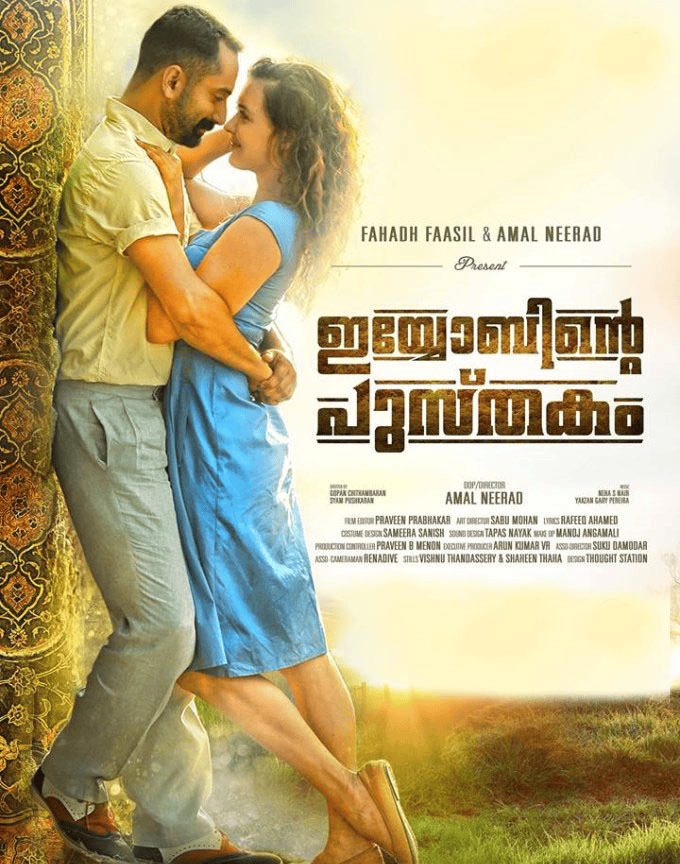 FAHADH FAASIL & AMAL NEERAD
Present
ഇയ്യോബിന്റെ
പുസ്തകം
WRITTEN BY
GOPAN CHITHAMBARAN
SYAM PUSHKARAN
DOP/DIRECTOR
AMAL NEERAD
MUSIC
NEHA S NAIR
YAKZAN GARY PEREIRA
FILM EDITOR PRAVEEN PRABHAKAR ART DIRECTOR SABU MOHAN LYRICS RAFEEQ AHAMED
COSTUME DESIGN SAMEERA SANISH SOUND DESIGN TAPAS NAYAK MAKE UP MANOJ ANGAMALI
PRODUCTION CONTROLLER PRAVEEN B MENON EXECUTIVE PRODUCER ARUN KUMAR VR ASSO-DIRECTOR SUKU DAMODAR
ASSO-CAMERAMAN RENADIVE STILLS VISHNU THANDASSERY & SHAHEEN THAHA DESIGN THOUGHT STATION